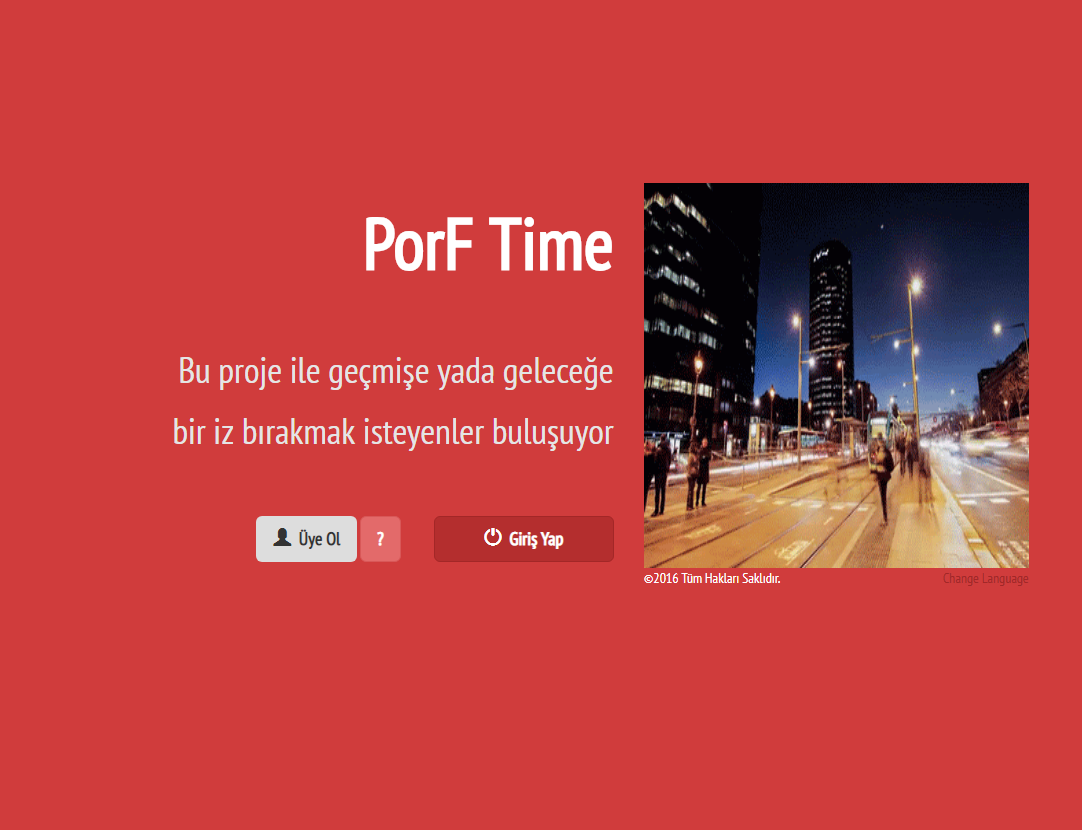 PorF Time
Bu proje ile geçmişe yada geleceğe
bir iz bırakmak isteyenler buluşuyor
Üye Ol ? Giriş Yap
©2016 Tüm Hakları Saklıdır. Change Language